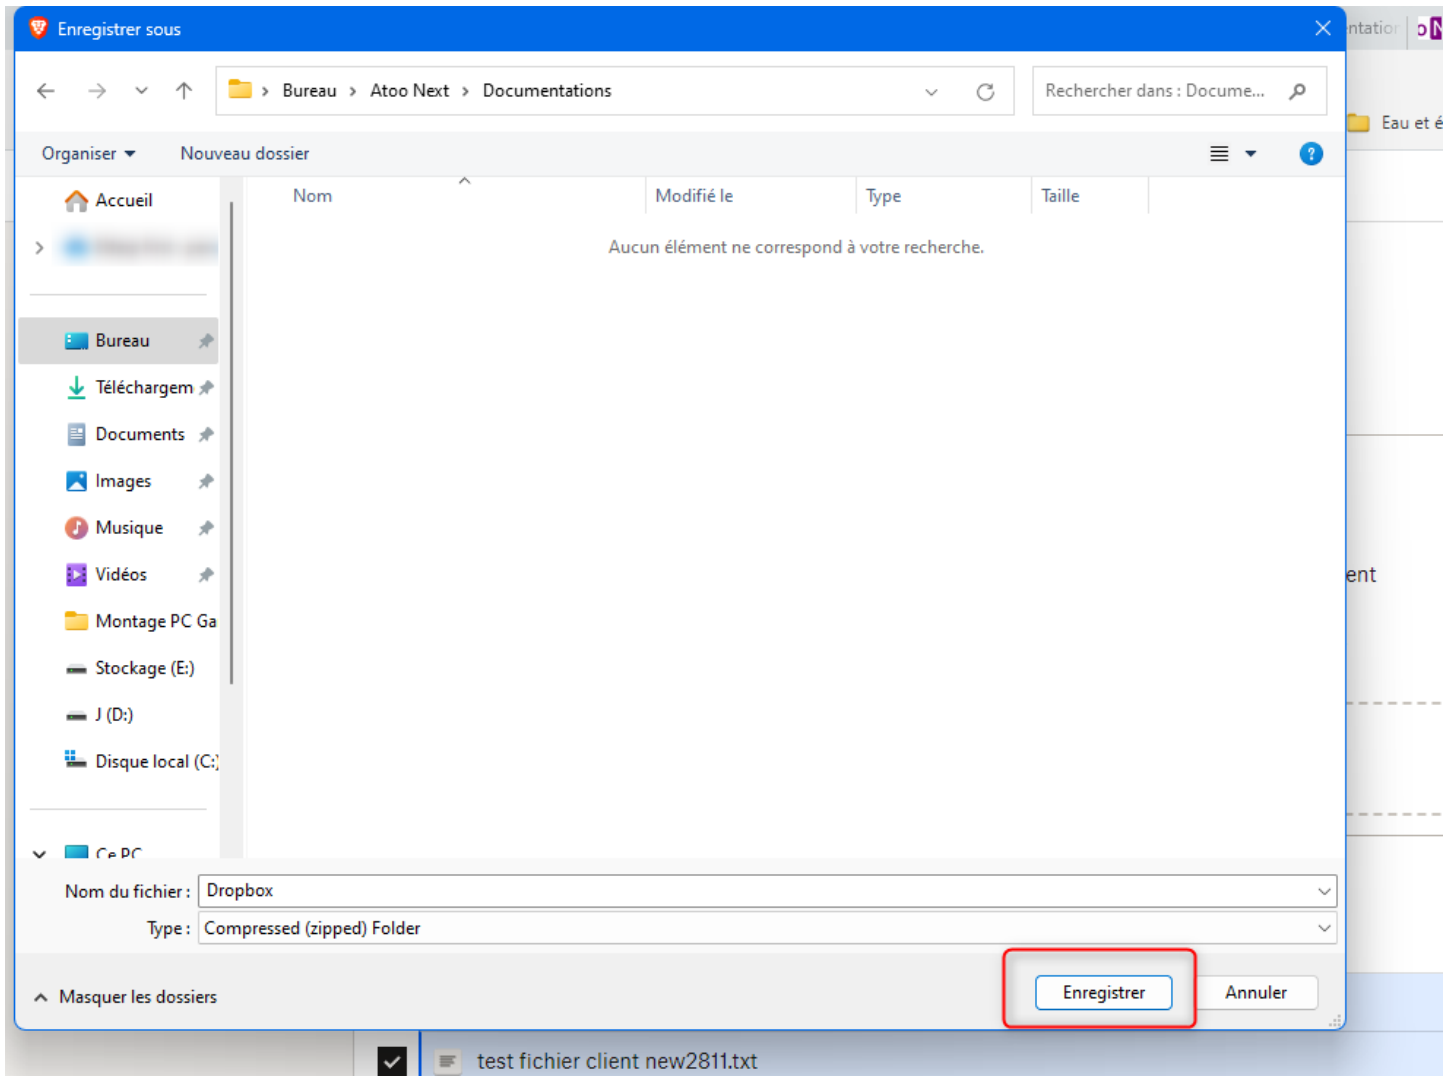 Enregistrer sous
ntation
Bureau > Atoo Next > Documentations
Rechercher dans : Docume...
Eau et é
Organiser
Nouveau dossier
Nom
Modifié le
Type
Taille
Aucun élément ne correspond à votre recherche.
Accueil
Bureau
Téléchargem
Documents
Images
Musique
Vidéos
Montage PC Ga
Stockage (E:)
J (D:)
Disque local (C:)
Ce PC
ent
Nom du fichier :
Dropbox
Type :
Compressed (zipped) Folder
Masquer les dossiers
Enregistrer
Annuler
test fichier client new2811.txt